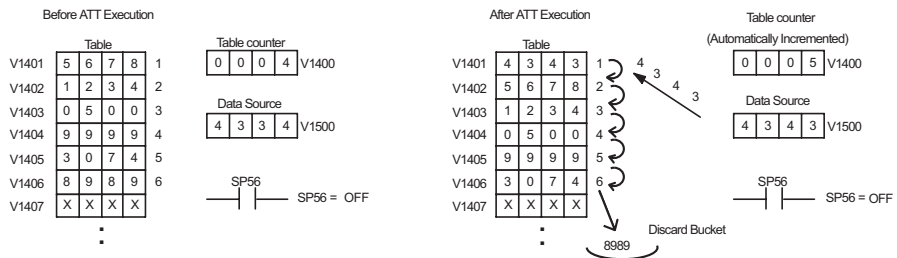 Before ATT Execution
Table
V1401 5 6 7 8 1
V1402 1 2 3 4 2
V1403 0 5 0 0 3
V1404 9 9 9 9 4
V1405 3 0 7 4 5
V1406 8 9 8 9 6
V1407 X X X X
Table counter
0 0 0 4 V1400
Data Source
4 3 3 4 V1500
SP56
SP56 = OFF
After ATT Execution
Table
V1401 4 3 4 3 1
V1402 5 6 7 8 2
V1403 1 2 3 4 3
V1404 0 5 0 0 4
V1405 9 9 9 9 5
V1406 3 0 7 4 6
V1407 X X X X
4 3 4 3
Discard Bucket
8989
Table counter
(Automatically Incremented)
0 0 0 5 V1400
Data Source
4 3 4 3 V1500
SP56
SP56 = OFF